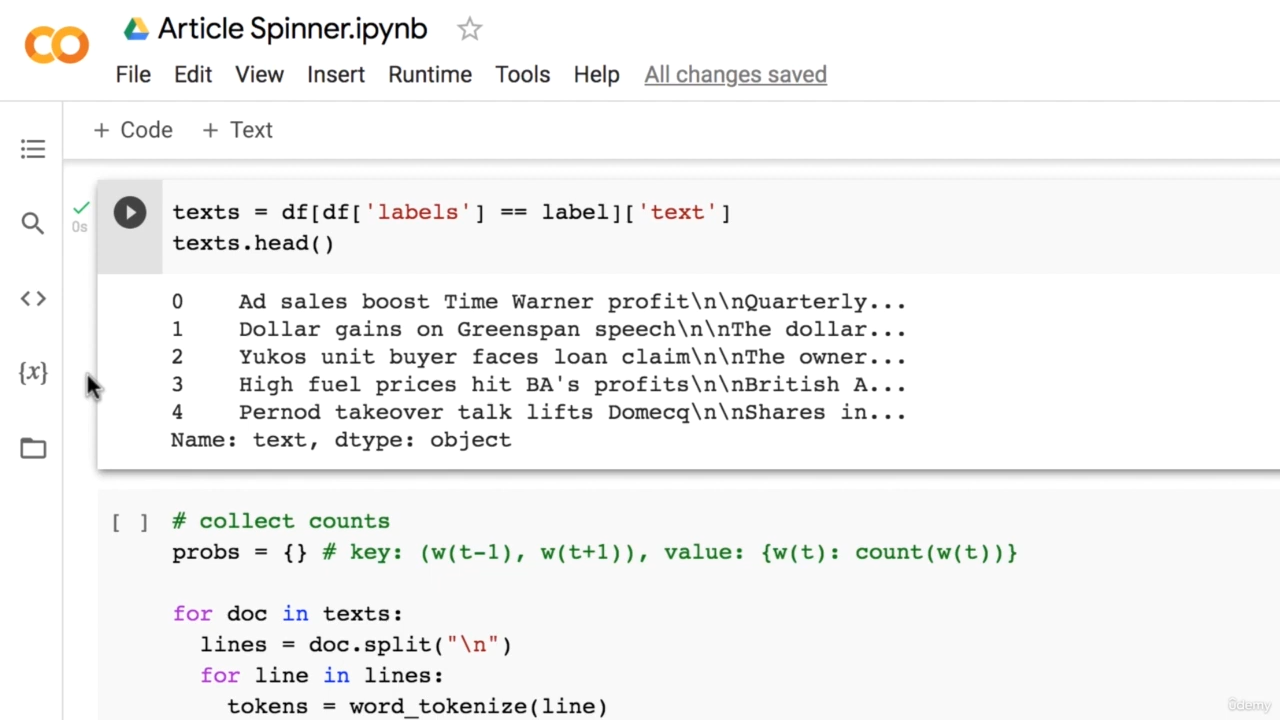 Article Spinner.ipynb
File Edit View Insert Runtime Tools Help All changes saved
+ Code + Text
0s
texts = df[df['labels'] == label]['text']
texts.head()
0 Ad sales boost Time Warner profit\n\nQuarterly...
1 Dollar gains on Greenspan speech\n\nThe dollar...
2 Yukos unit buyer faces loan claim\n\nThe owner...
3 High fuel prices hit BA's profits\n\nBritish A...
4 Pernod takeover talk lifts Domecq\n\nShares in...
Name: text, dtype: object
{x}
[ ] # collect counts
probs = {} # key: (w(t-1), w(t+1)), value: {w(t): count(w(t))}
for doc in texts:
lines = doc.split("\n")
for line in lines:
tokens = word_tokenize(line)
ûdemy